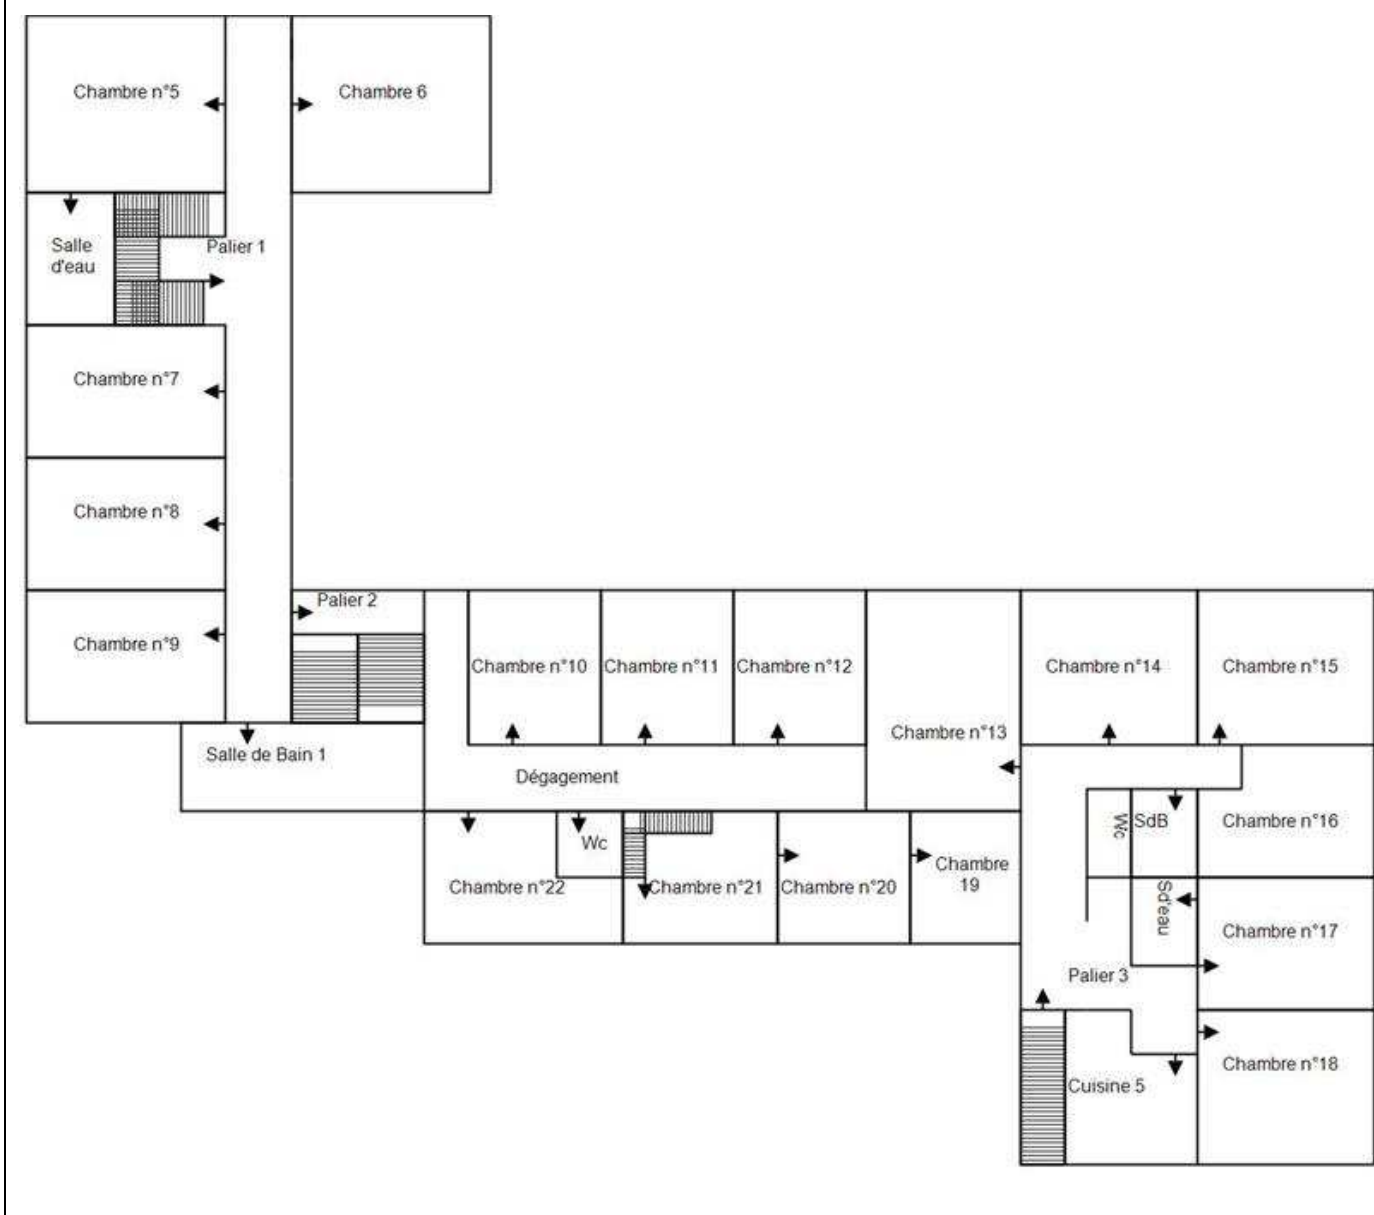 Chambre n°5
Chambre 6
Salle
d'eau
Palier 1
Chambre n°7
Chambre n°8
Chambre n°9
Palier 2
Salle de Bain 1
Chambre n°10
Chambre n°11
Chambre n°12
Chambre n°13
Chambre n°14
Chambre n°15
Dégagement
Wc
Chambre n°22
Chambre n°21
Chambre n°20
Chambre
19
Wc
SdB
Chambre n°16
Sd'eau
Chambre n°17
Palier 3
Cuisine 5
Chambre n°18